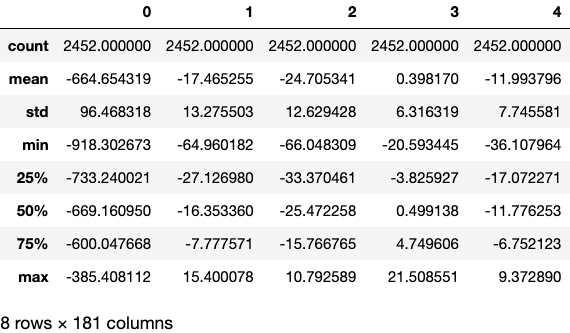 0 1 2 3 4
count 2452.000000 2452.000000 2452.000000 2452.000000 2452.000000
mean -664.654319 -17.465255 -24.705341 0.398170 -11.993796
std 96.468318 13.275503 12.629428 6.316319 7.745581
min -918.302673 -64.960182 -66.048309 -20.593445 -36.107964
25% -733.240021 -27.126980 -33.370461 -3.825927 -17.072271
50% -669.160950 -16.353360 -25.472258 0.499138 -11.776253
75% -600.047668 -7.777571 -15.766765 4.749606 -6.752123
max -385.408112 15.400078 10.792589 21.508551 9.372890
8 rows × 181 columns